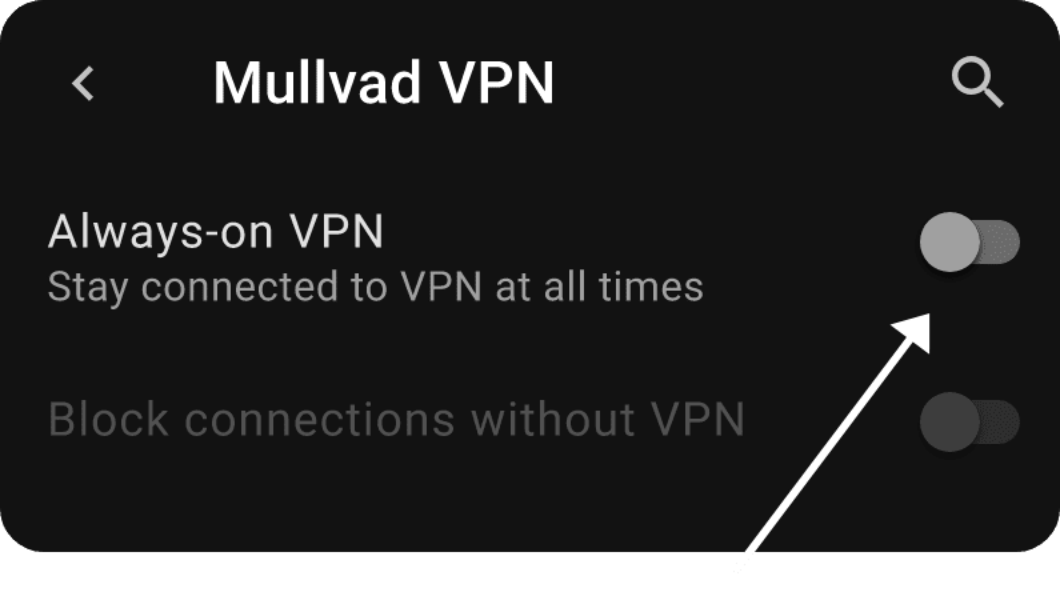 Mullvad VPN
Always-on VPN
Stay connected to VPN at all times
Block connections without VPN